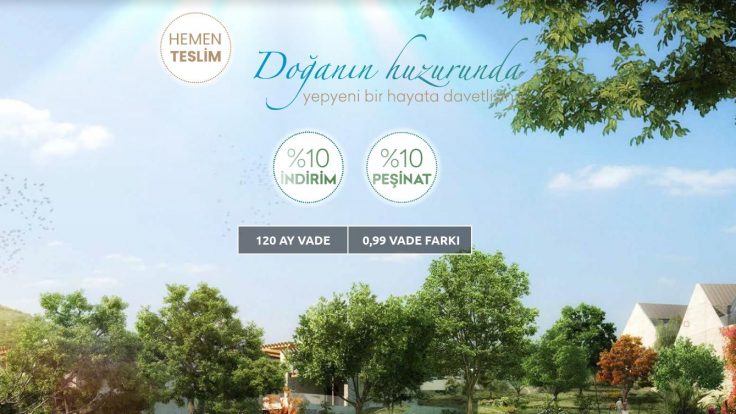 HEMEN
TESLİM
Doğanın huzurunda
yepyeni bir hayata
%10
İNDİRİM
%10
PEŞİNAT
120 AY VADE
0,99 VADE FARKI